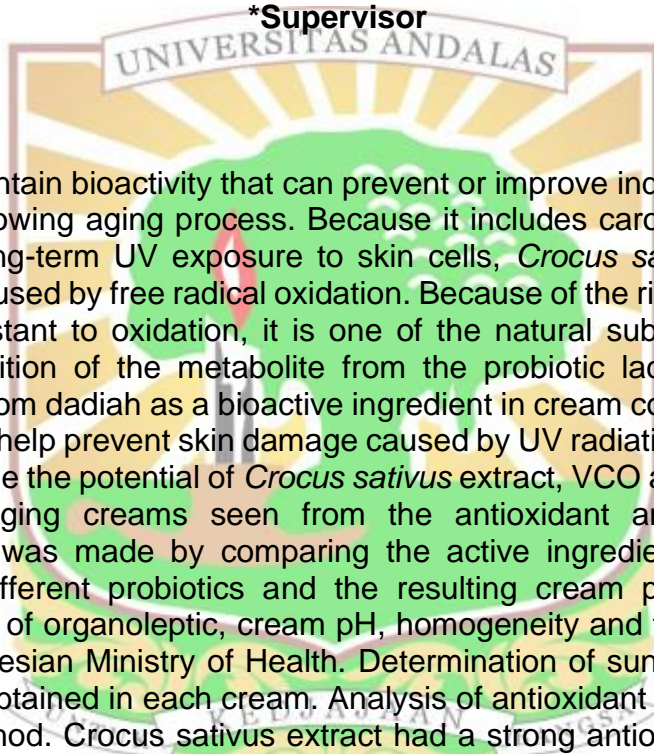 *Supervisor
UNIVERSITAS ANDALAS
ntain bioactivity that can prevent or improve ind
owing aging process. Because it includes caro
ng-term UV exposure to skin cells, Crocus sa
used by free radical oxidation. Because of the ri
stant to oxidation, it is one of the natural sub
ition of the metabolite from the probiotic lac
om dadiah as a bioactive ingredient in cream co
help prevent skin damage caused by UV radiati
e the potential of Crocus sativus extract, VCO a
ging creams seen from the antioxidant an
was made by comparing the active ingredie
fferent probiotics and the resulting cream p
of organoleptic, cream pH, homogeneity and
esian Ministry of Health. Determination of sun
otained in each cream. Analysis of antioxidant
KEDJAJAAN
nod. Crocus sativus extract had a strong antio